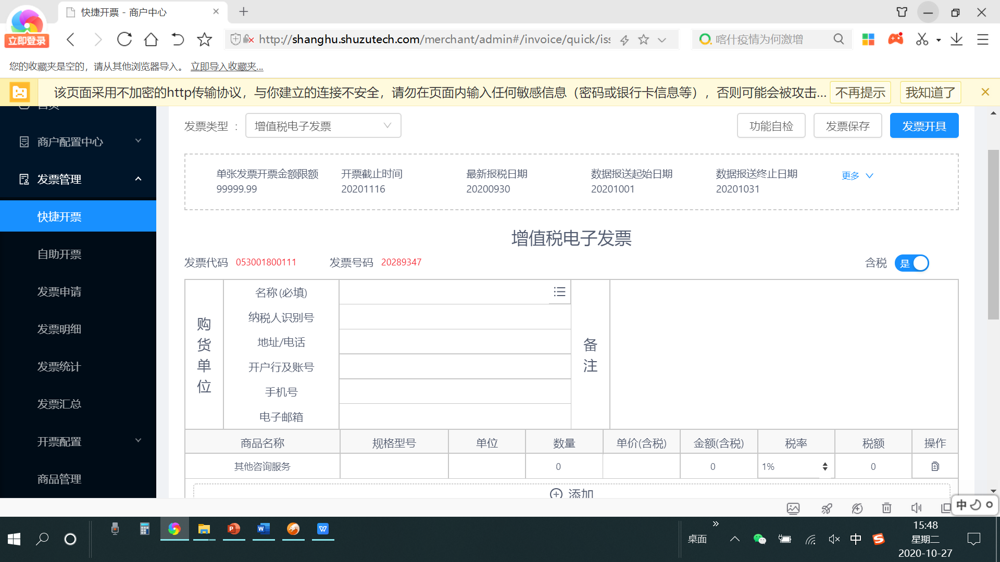 快捷开票 - 商户中心
立即登录
http://shanghu.shuzutech.com/merchant/admin#/invoice/quick/iss
喀什疫情为何激增
您的收藏夹是空的，请从其他浏览器导入。 立即导入收藏夹...
该页面采用不加密的http传输协议，与你建立的连接不安全，请勿在页面内输入任何敏感信息（密码或银行卡信息等），否则可能会被攻击... 不再提示 我知道了
首页
商户配置中心
发票管理
快捷开票
自助开票
发票申请
发票明细
发票统计
发票汇总
开票配置
商品管理
发票类型 : 增值税电子发票 功能自检 发票保存 发票开具
单张发票开票金额限额 开票截止时间 最新报税日期 数据报送起始日期 数据报送终止日期 更多
99999.99 20201116 20200930 20201001 20201031
增值税电子发票
发票代码 053001800111 发票号码 20289347 含税 是
购货单位
名称(必填)
纳税人识别号
地址/电话
开户行及账号
手机号
电子邮箱
备注
商品名称 规格型号 单位 数量 单价(含税) 金额(含税) 税率 税额 操作
其他咨询服务 0 0 1% 0
添加
中
桌面 中
15:48
星期二
2020-10-27